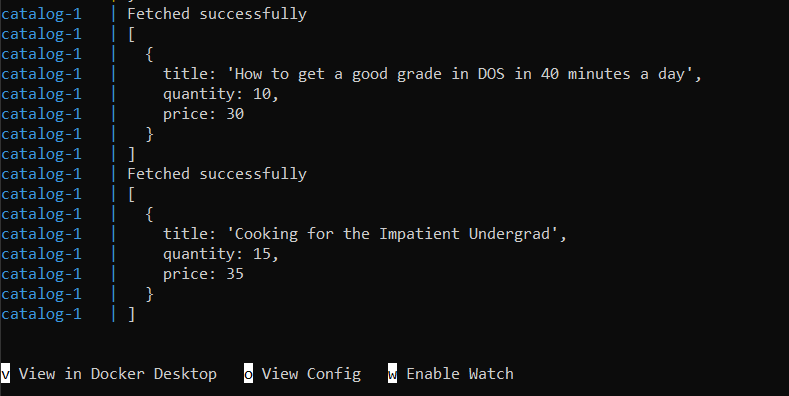 catalog-1 | Fetched successfully
catalog-1 | [
catalog-1 | {
catalog-1 | title: 'How to get a good grade in DOS in 40 minutes a day',
catalog-1 | quantity: 10,
catalog-1 | price: 30
catalog-1 | }
catalog-1 | ]
catalog-1 | Fetched successfully
catalog-1 | [
catalog-1 | {
catalog-1 | title: 'Cooking for the Impatient Undergrad',
catalog-1 | quantity: 15,
catalog-1 | price: 35
catalog-1 | }
catalog-1 | ]
v View in Docker Desktop o View Config w Enable Watch